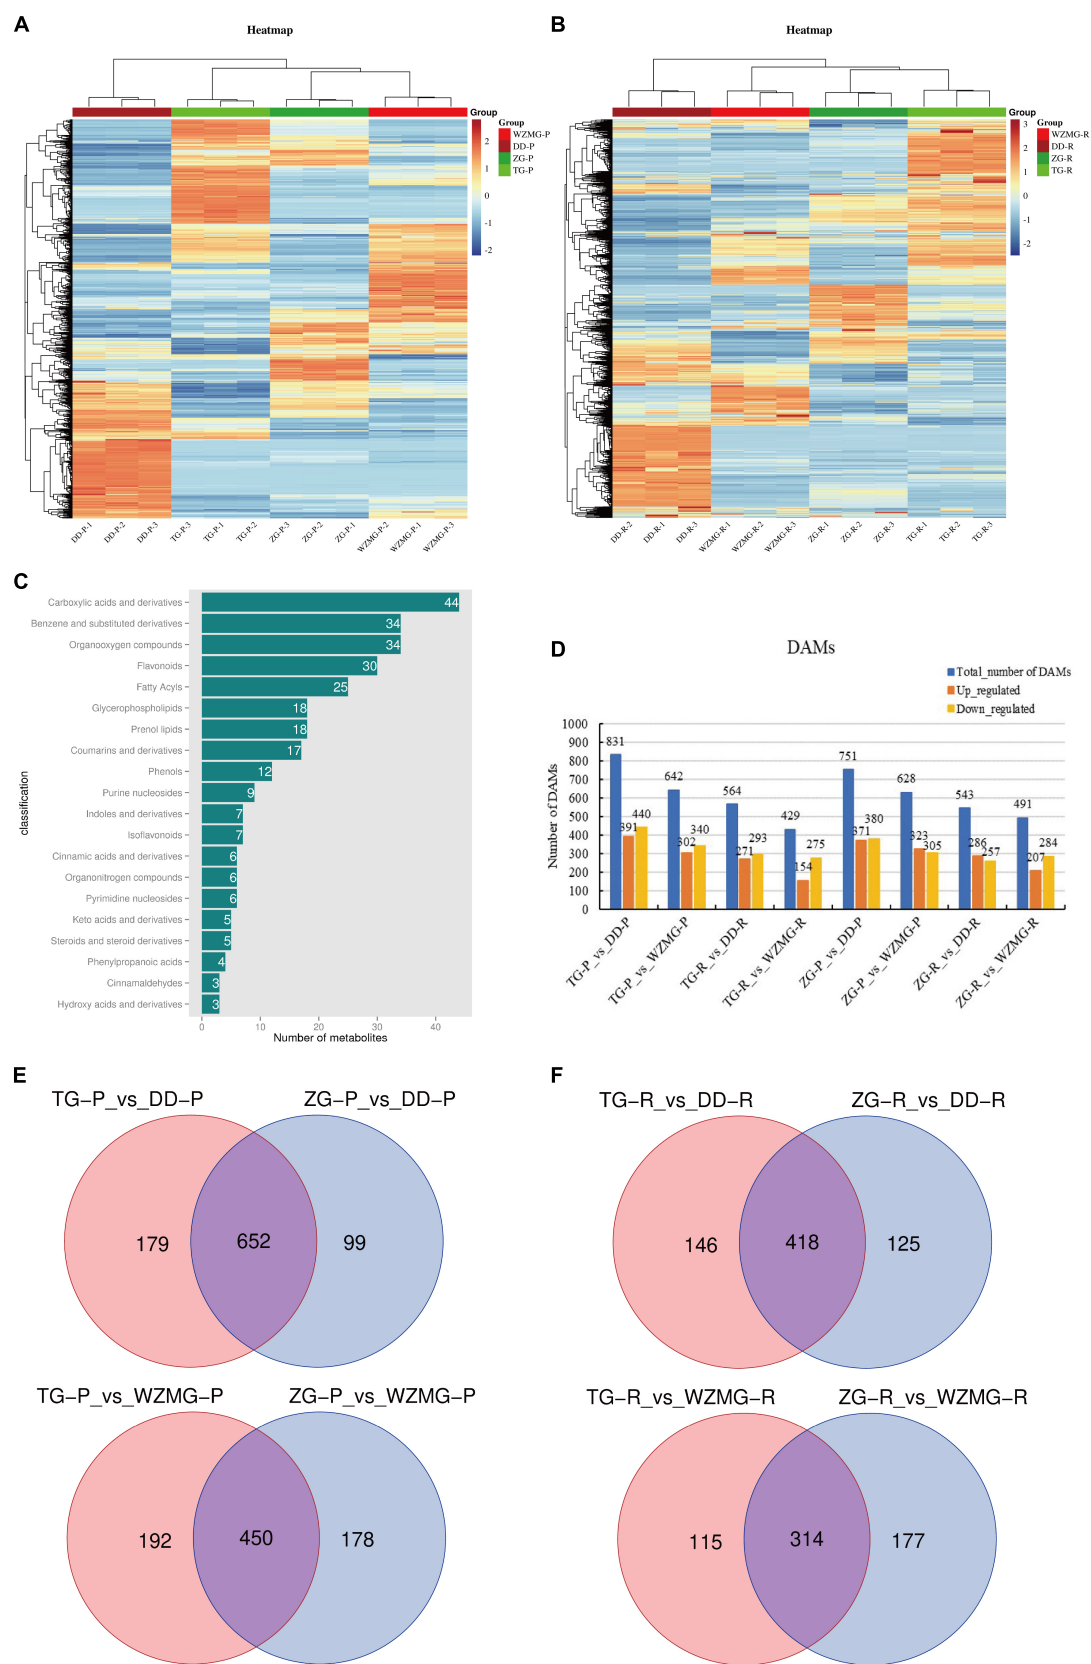 A
Heatmap
Group
Group
WZMG-P
DD-P
ZG-P
TG-P
2
1
0
-1
-2
DD-P-1
DD-P-2
DD-P-3
TG-P-3
TG-P-1
TG-P-2
ZG-P-3
ZG-P-2
ZG-P-1
WZMG-P-2
WZMG-P-1
WZMG-P-3
B
Heatmap
Group
Group
WZMG-R
DD-R
ZG-R
TG-R
3
2
1
0
-1
-2
DD-R-2
DD-R-1
DD-R-3
WZMG-R-1
WZMG-R-2
WZMG-R-3
ZG-R-1
ZG-R-2
ZG-R-3
TG-R-1
TG-R-2
TG-R-3
C
classification
Carboxylic acids and derivatives 44
Benzene and substituted derivatives 34
Organooxygen compounds 34
Flavonoids 30
Fatty Acyls 25
Glycerophospholipids 18
Prenol lipids 18
Coumarins and derivatives 17
Phenols 12
Purine nucleosides 9
Indoles and derivatives 7
Isoflavonoids 7
Cinnamic acids and derivatives 6
Organonitrogen compounds 6
Pyrimidine nucleosides 6
Keto acids and derivatives 5
Steroids and steroid derivatives 5
Phenylpropanoic acids 4
Cinnamaldehydes 3
Hydroxy acids and derivatives 3
0 10 20 30 40
Number of metabolites
D
DAMs
Total_number of DAMs
Up_regulated
Down_regulated
Number of DAMs
1000
900
800
700
600
500
400
300
200
100
0
831 391 440
642 302 340
564 271 293
429 154 275
751 371 380
628 323 305
543 286 257
491 207 284
TG-P_vs_DD-P
TG-P_vs_WZMG-P
TG-R_vs_DD-R
TG-R_vs_WZMG-R
ZG-P_vs_DD-P
ZG-P_vs_WZMG-P
ZG-R_vs_DD-R
ZG-R_vs_WZMG-R
E
TG−P_vs_DD−P ZG−P_vs_DD−P
179 652 99
TG−P_vs_WZMG−P ZG−P_vs_WZMG−P
192 450 178
F
TG−R_vs_DD−R ZG−R_vs_DD−R
146 418 125
TG−R_vs_WZMG−R ZG−R_vs_WZMG−R
115 314 177